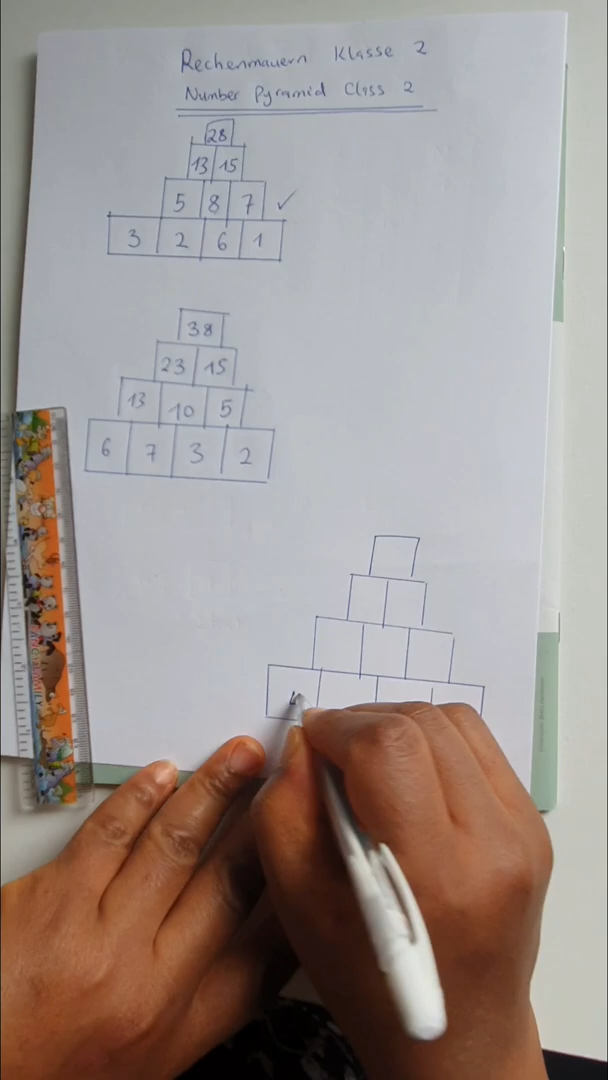 Rechenmauern Klasse 2
Number Pyramid Class 2
28
13 15
5 8 7 ✓
3 2 6 1
38
23 15
13 10 5
6 7 3 2
4